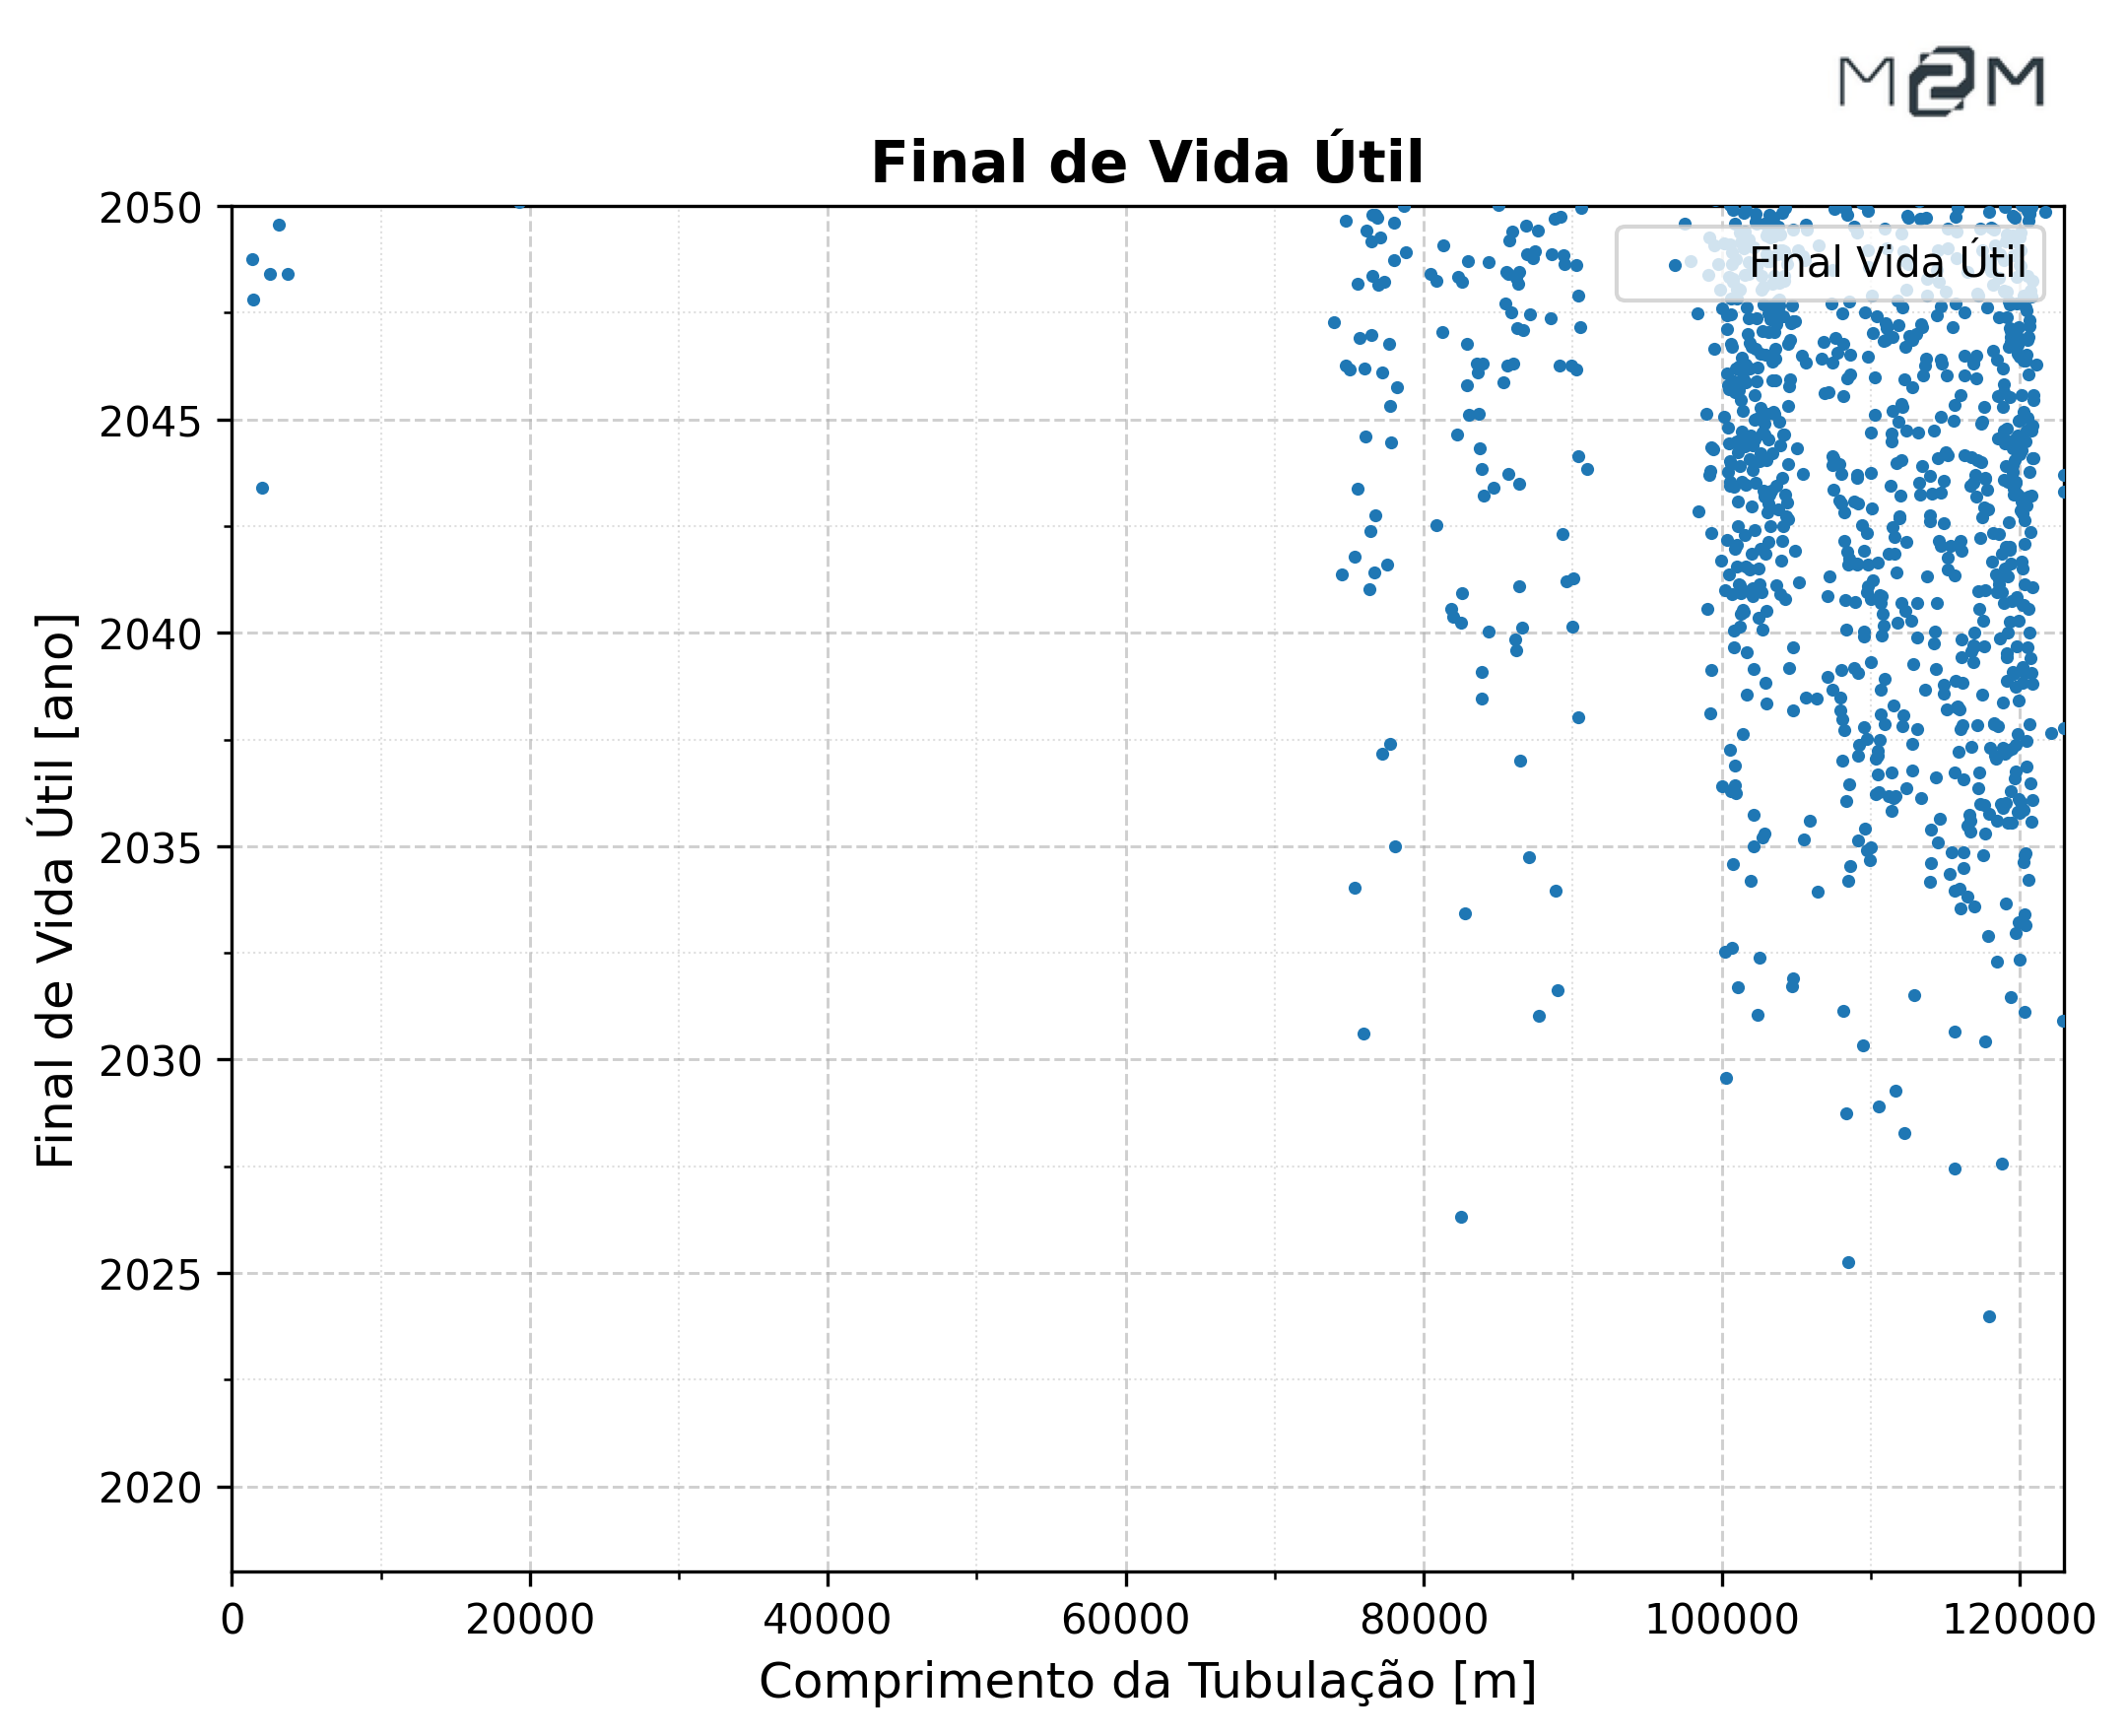 M2M
Final de Vida Útil
Final Vida Útil
Final de Vida Útil [ano]
2050
2045
2040
2035
2030
2025
2020
0 20000 40000 60000 80000 100000 120000
Comprimento da Tubulação [m]